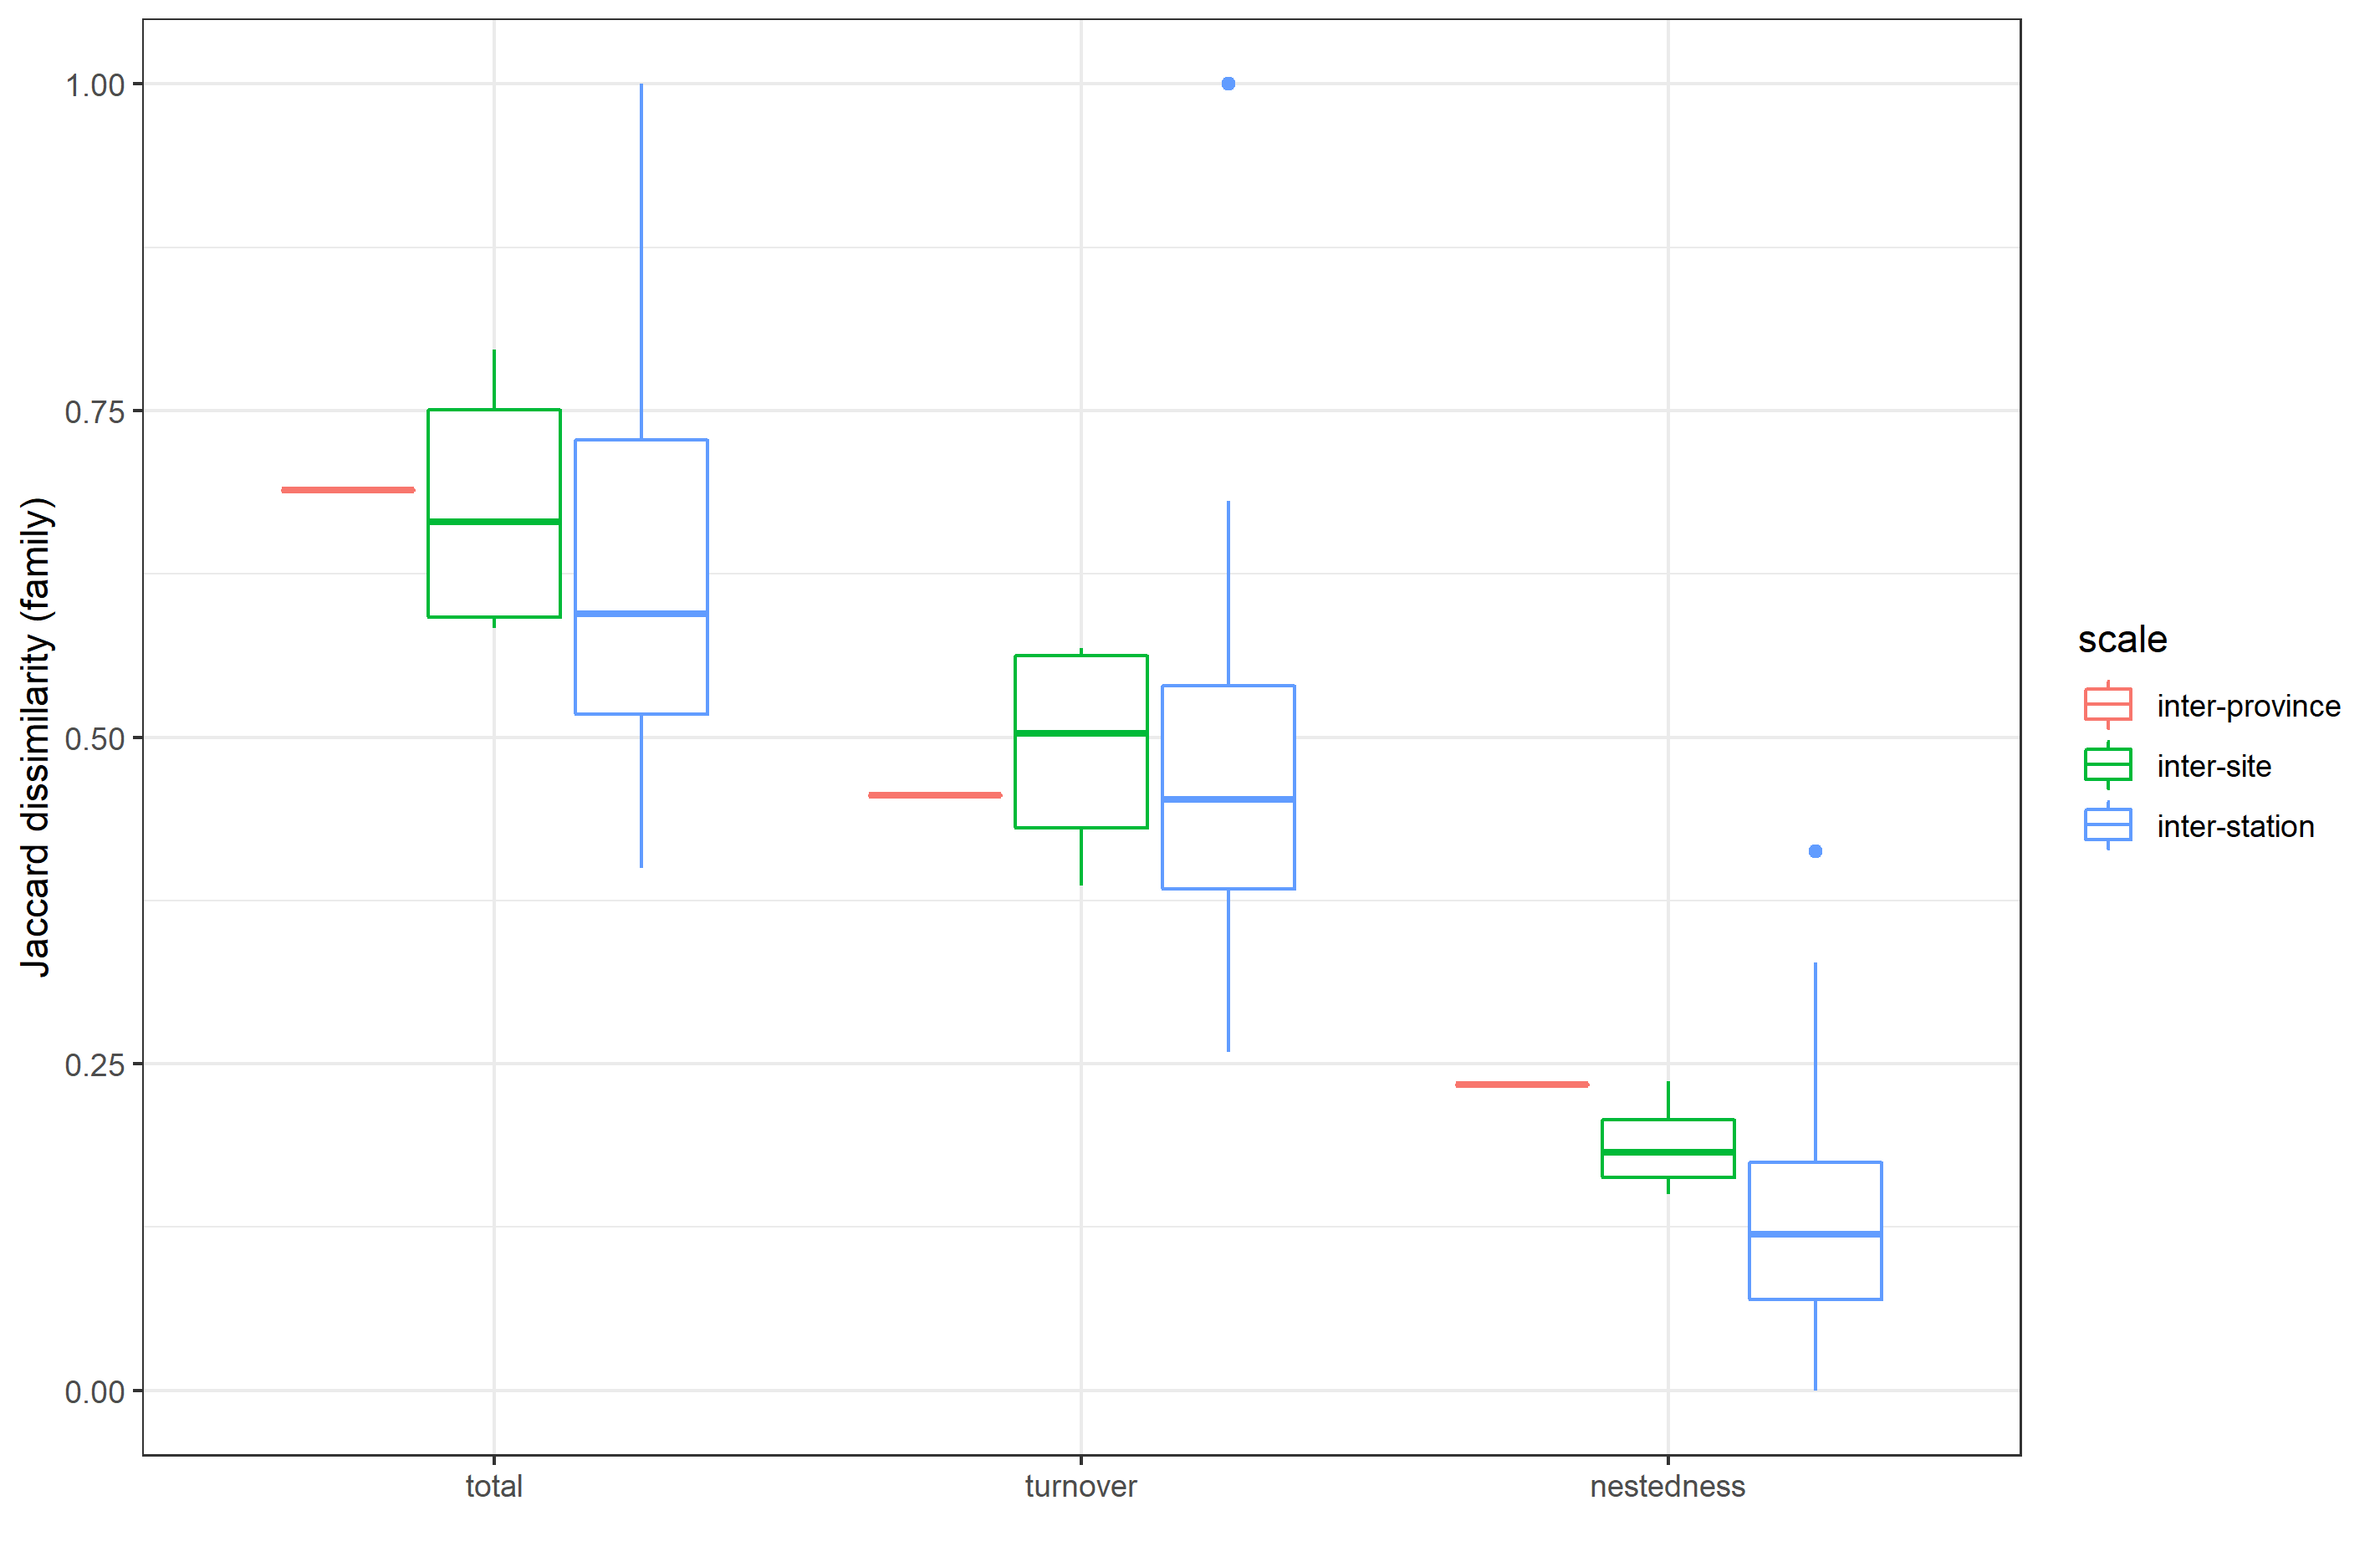 Jaccard dissimilarity (family)
1.00
0.75
0.50
0.25
0.00
total turnover nestedness
scale
inter-province
inter-site
inter-station